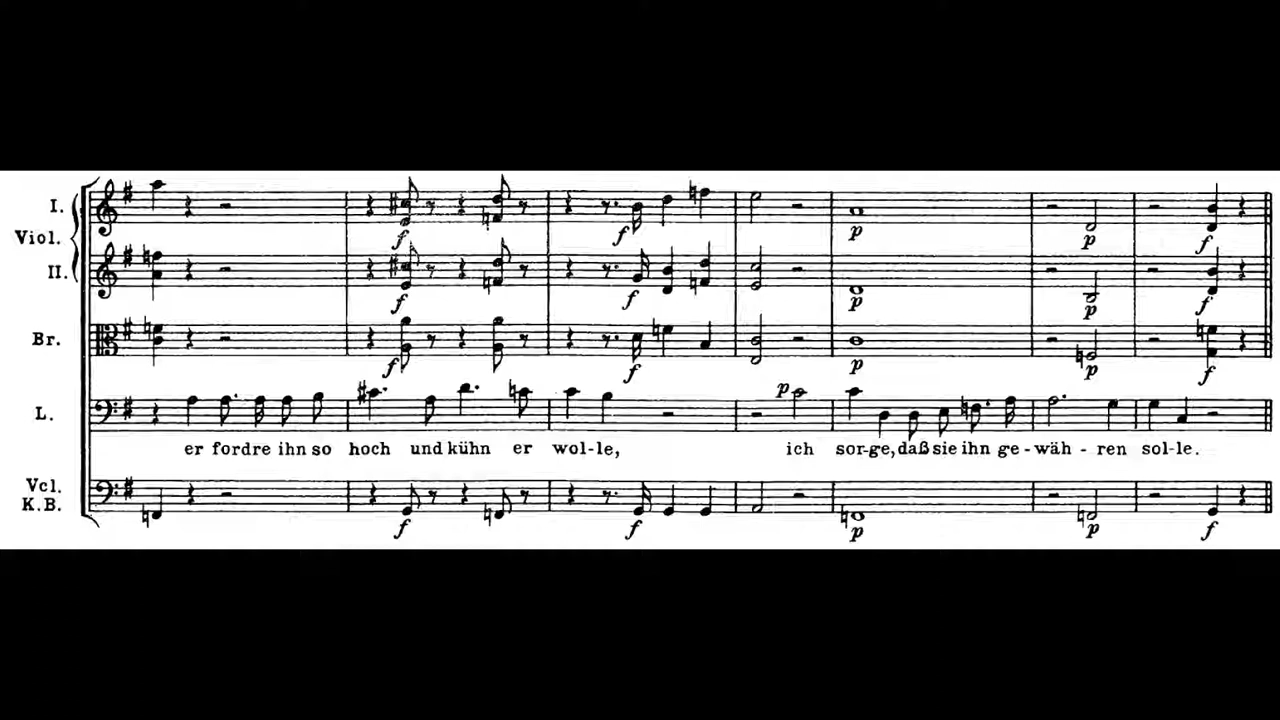 I.
Viol.
II.
f
f
p
p
f
f
f
p
p
f
Br.
f
f
p
p
f
L.
p
er fordre ihn so hoch und kühn er wol-le, ich sor-ge, daß sie ihn ge-wäh-ren sol-le.
Vcl.
K.B.
f
f
p
p
f